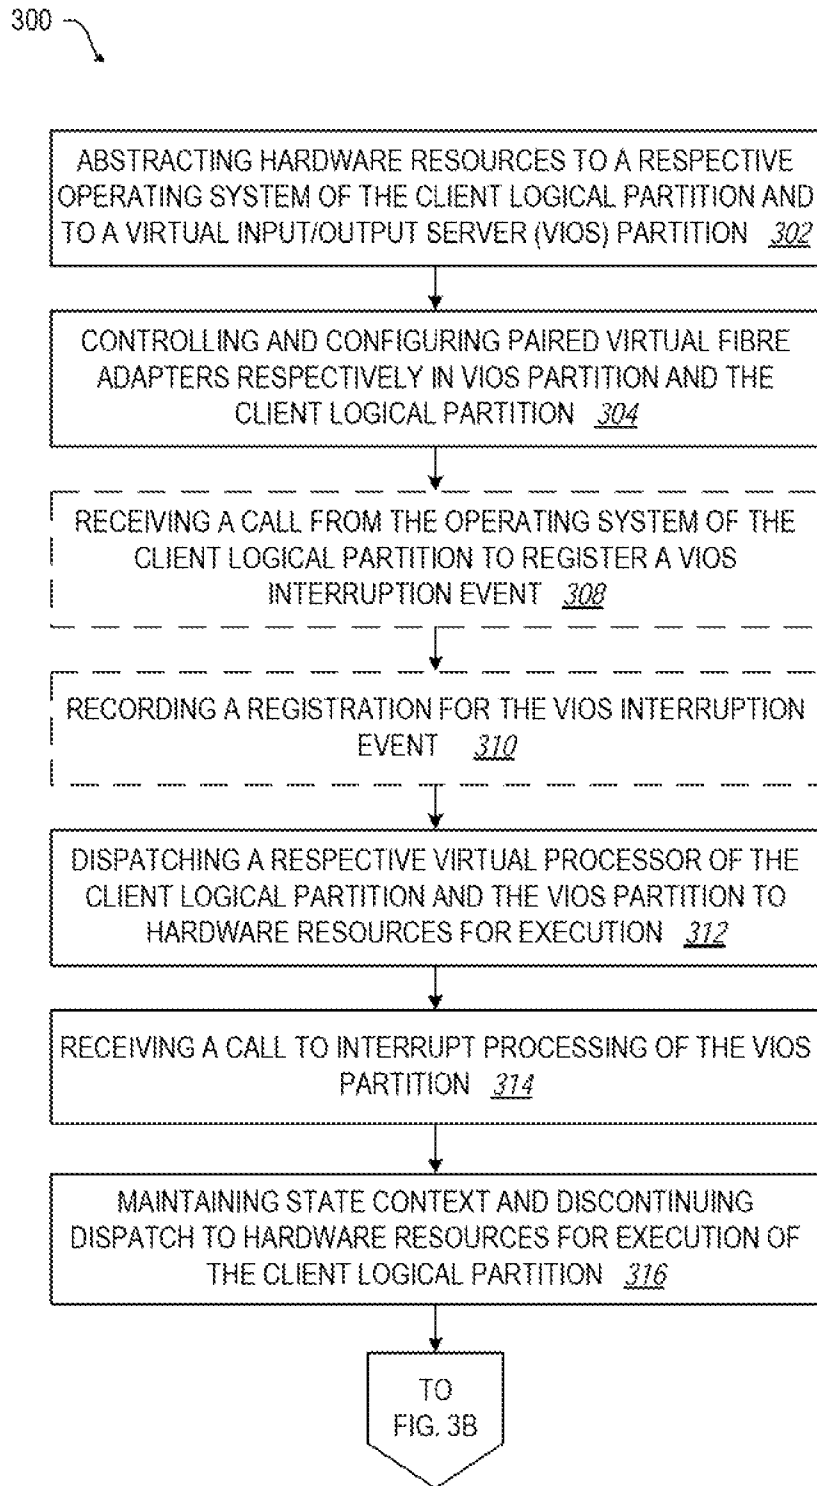 300
ABSTRACTING HARDWARE RESOURCES TO A RESPECTIVE
OPERATING SYSTEM OF THE CLIENT LOGICAL PARTITION AND
TO A VIRTUAL INPUT/OUTPUT SERVER (VIOS) PARTITION 302
CONTROLLING AND CONFIGURING PAIRED VIRTUAL FIBRE
ADAPTERS RESPECTIVELY IN VIOS PARTITION AND THE
CLIENT LOGICAL PARTITION 304
RECEIVING A CALL FROM THE OPERATING SYSTEM OF THE
CLIENT LOGICAL PARTITION TO REGISTER A VIOS
INTERRUPTION EVENT 308
RECORDING A REGISTRATION FOR THE VIOS INTERRUPTION
EVENT 310
DISPATCHING A RESPECTIVE VIRTUAL PROCESSOR OF THE
CLIENT LOGICAL PARTITION AND THE VIOS PARTITION TO
HARDWARE RESOURCES FOR EXECUTION 312
RECEIVING A CALL TO INTERRUPT PROCESSING OF THE VIOS
PARTITION 314
MAINTAINING STATE CONTEXT AND DISCONTINUING
DISPATCH TO HARDWARE RESOURCES FOR EXECUTION OF
THE CLIENT LOGICAL PARTITION 316
TO
FIG. 3B